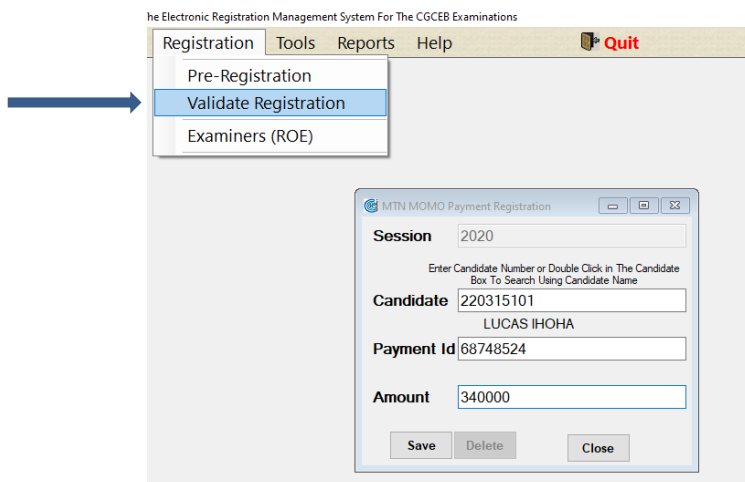 he Electronic Registration Management System For The CGCEB Examinations
Registration Tools Reports Help Quit
Pre-Registration
Validate Registration
Examiners (ROE)
MTN MOMO Payment Registration
Session 2020
Enter Candidate Number or Double Click in The Candidate
Box To Search Using Candidate Name
Candidate 220315101
LUCAS IHOHA
Payment Id 68748524
Amount 340000
Save Delete Close